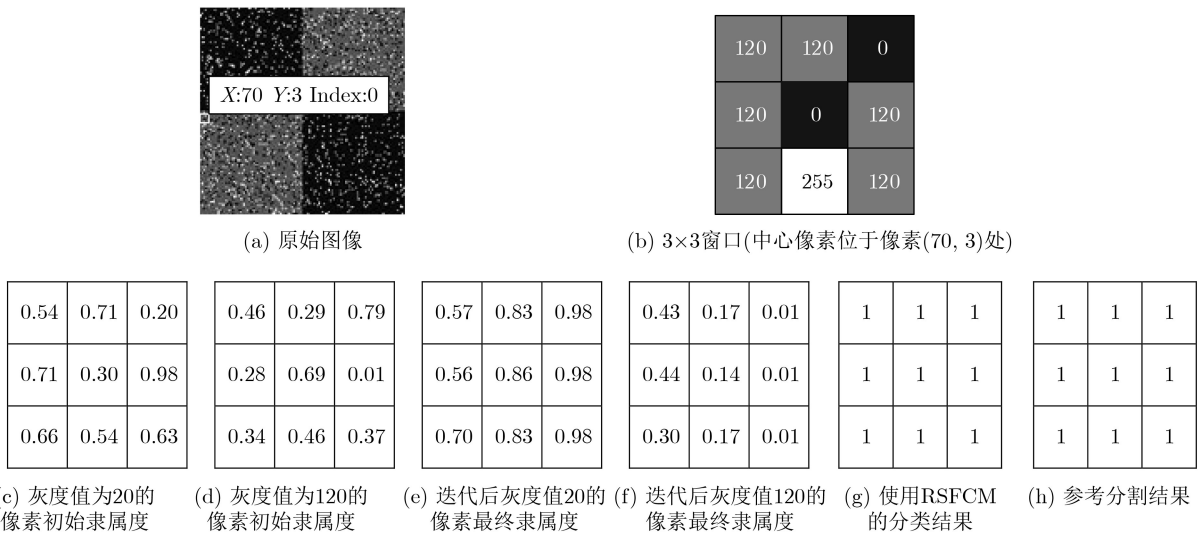 X:70 Y:3 Index:0
(a) 原始图像
120 120 0
120 0 120
120 255 120
(b) 3×3窗口(中心像素位于像素(70, 3)处)
0.54 0.71 0.20
0.71 0.30 0.98
0.66 0.54 0.63
c) 灰度值为20的
像素初始隶属度
0.46 0.29 0.79
0.28 0.69 0.01
0.34 0.46 0.37
(d) 灰度值为120的
像素初始隶属度
0.57 0.83 0.98
0.56 0.86 0.98
0.70 0.83 0.98
(e) 迭代后灰度值20的
像素最终隶属度
0.43 0.17 0.01
0.44 0.14 0.01
0.30 0.17 0.01
(f) 迭代后灰度值120的
像素最终隶属度
1 1 1
1 1 1
1 1 1
(g) 使用RSFCM
的分类结果
1 1 1
1 1 1
1 1 1
(h) 参考分割结果